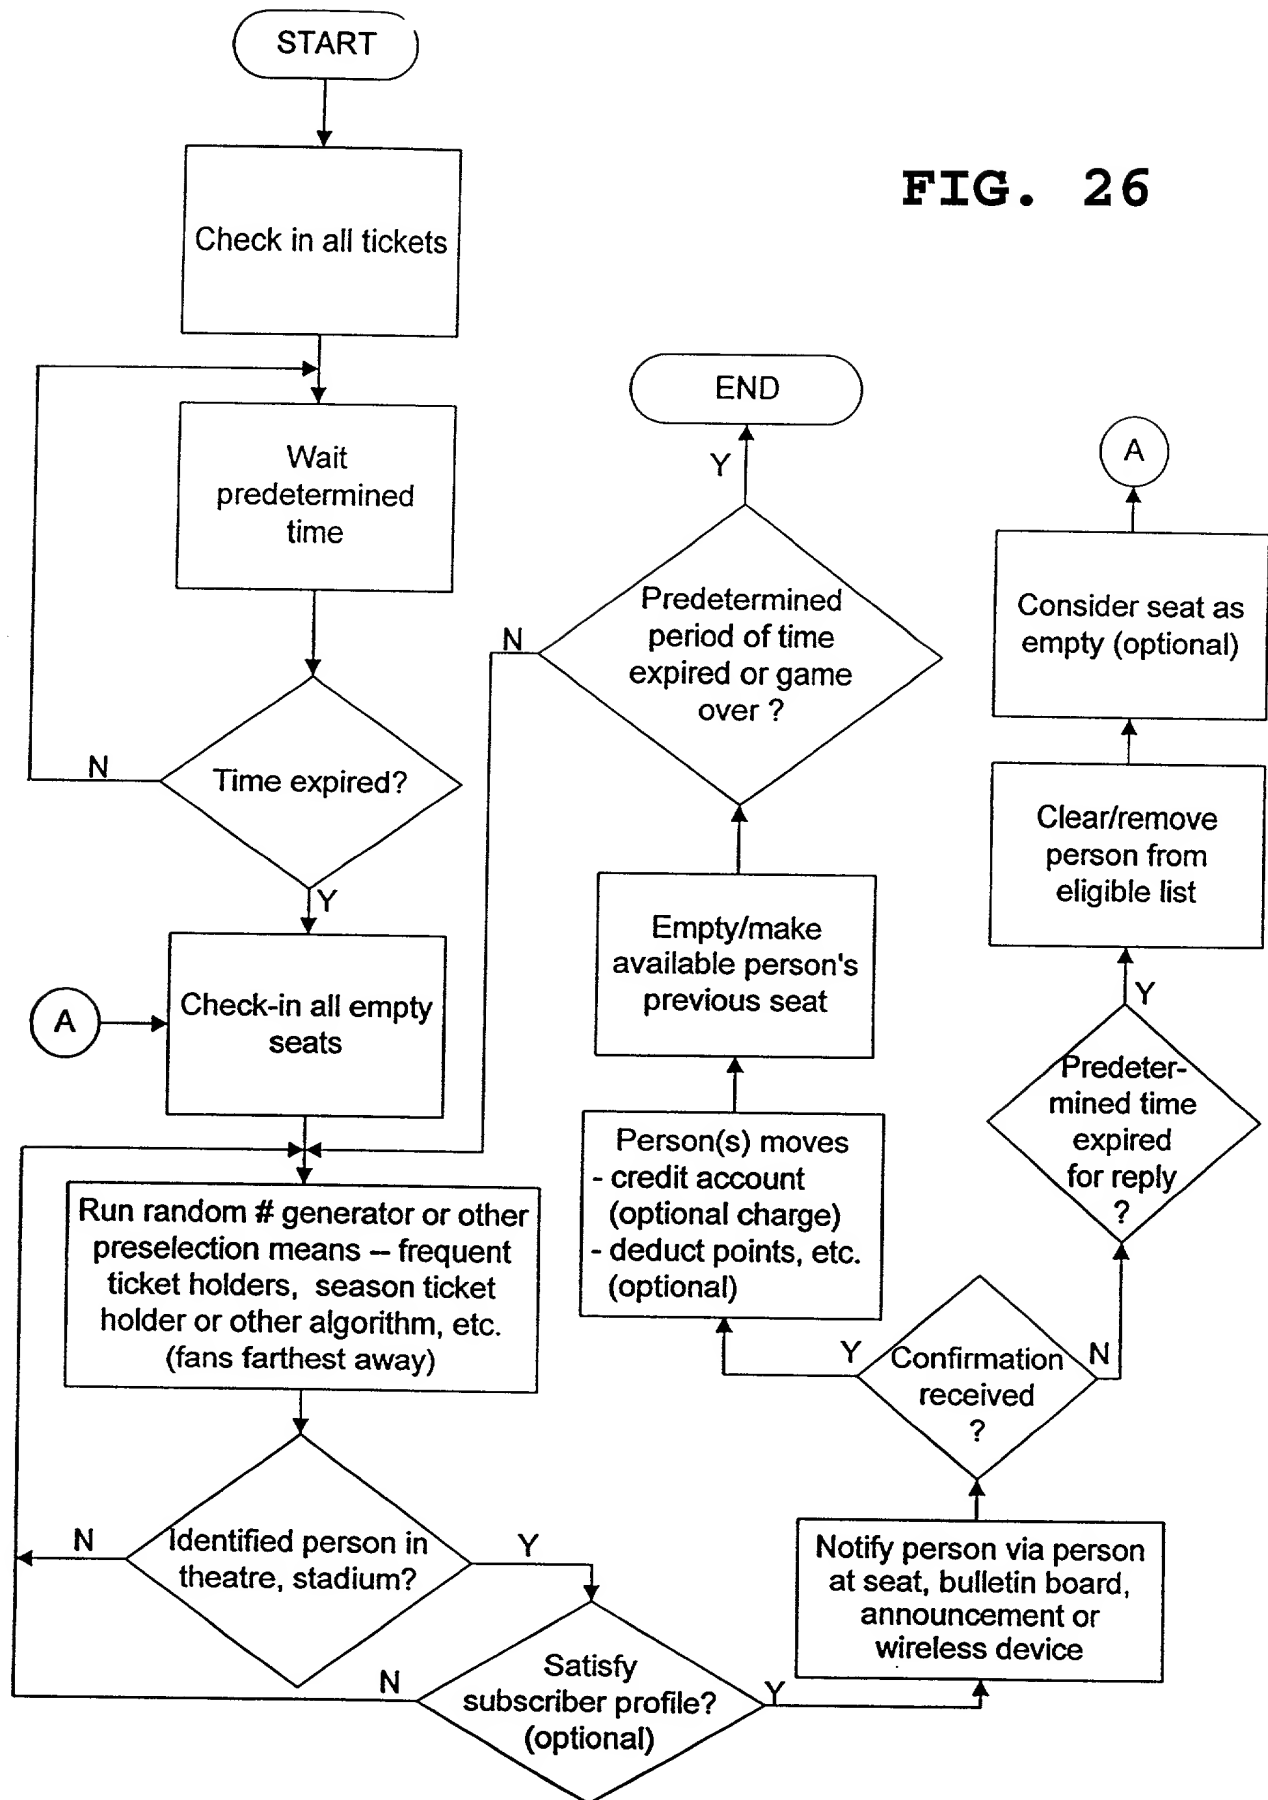 START
FIG. 26
Check in all tickets
Wait
predetermined
time
N
Time expired?
Y
A
Check-in all empty
seats
Run random # generator or other
preselection means – frequent
ticket holders, season ticket
holder or other algorithm, etc.
(fans farthest away)
N
Identified person in
theatre, stadium?
Y
N
Satisfy
subscriber profile?
(optional)
Y
Notify person via person
at seat, bulletin board,
announcement or
wireless device
Confirmation
received
?
Y
N
Person(s) moves
- credit account
(optional charge)
- deduct points, etc.
(optional)
Empty/make
available person's
previous seat
Predetermined
period of time
expired or game
over ?
N
Y
END
Predeter-
mined time
expired
for reply
?
Y
Clear/remove
person from
eligible list
Consider seat as
empty (optional)
A